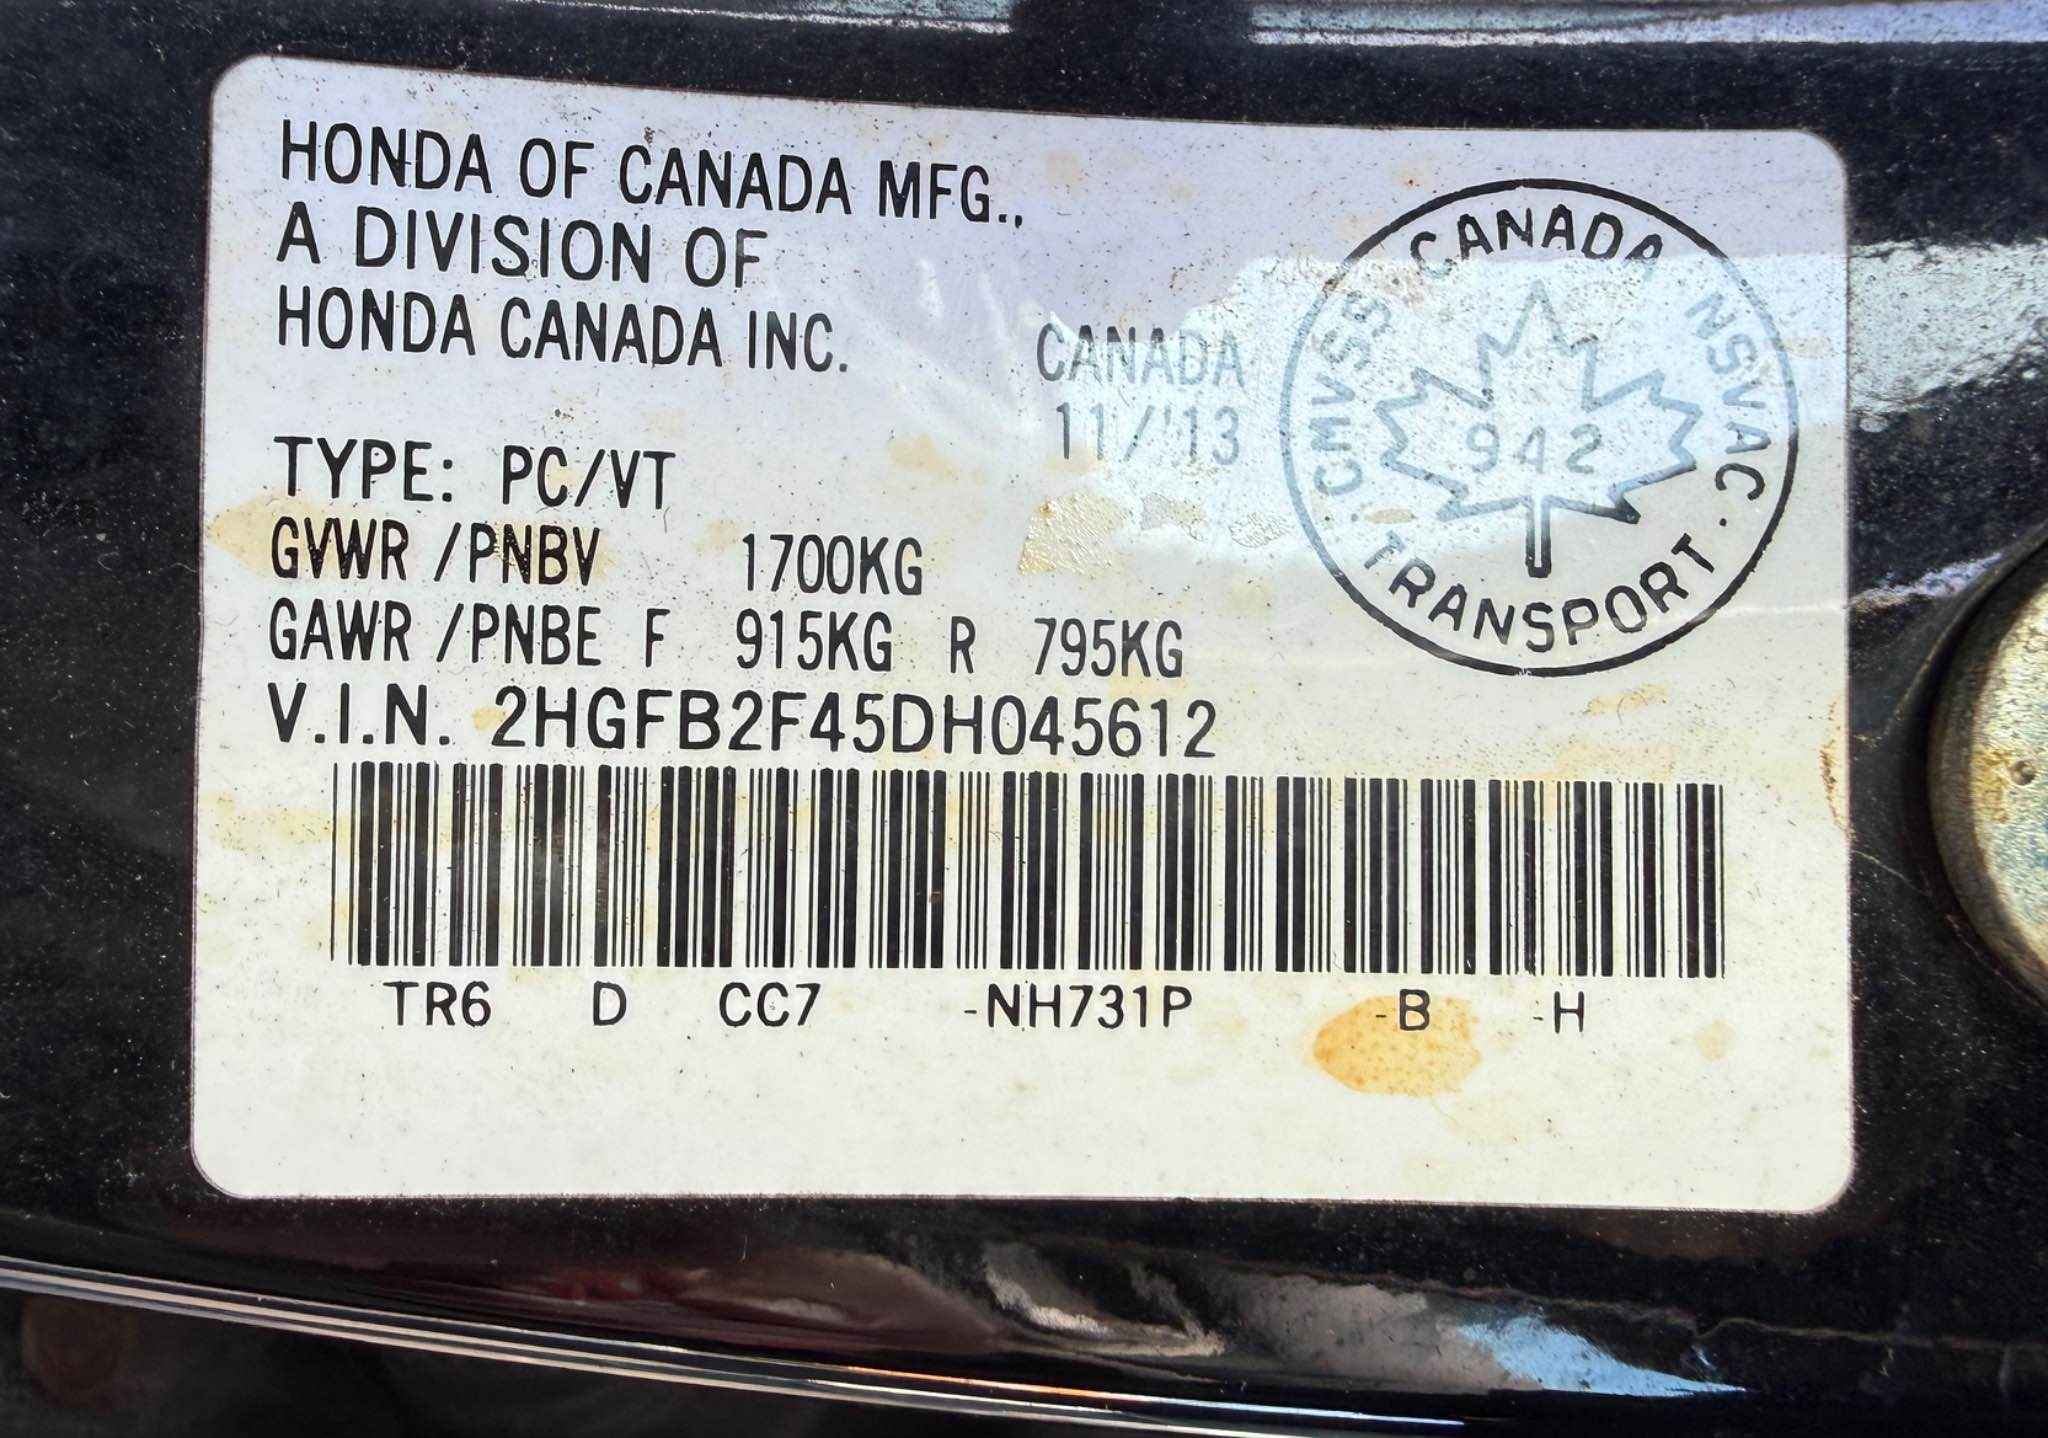 HONDA OF CANADA MFG.,
A DIVISION OF
HONDA CANADA INC.
CANADA
11/'13
CANADA
CMVSS
NSVAC
942
TRANSPORT
TYPE: PC/VT
GVWR /PNBV 1700KG
GAWR /PNBE F 915KG R 795KG
V.I.N. 2HGFB2F45DH045612
TR6 D CC7 -NH731P -B -H